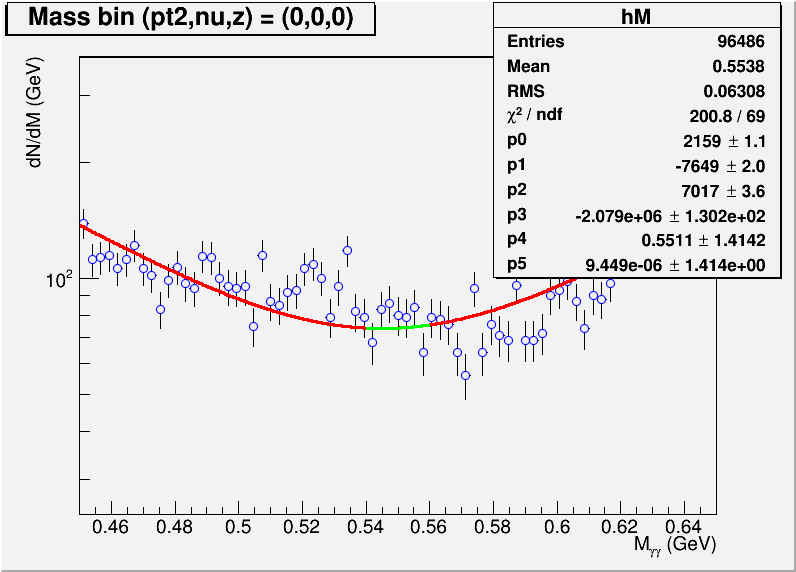 Mass bin (pt2,nu,z) = (0,0,0)
hM
Entries 96486
Mean 0.5538
RMS 0.06308
χ² / ndf 200.8 / 69
p0 2159 ± 1.1
p1 -7649 ± 2.0
p2 7017 ± 3.6
p3 -2.079e+06 ± 1.302e+02
p4 0.5511 ± 1.4142
p5 9.449e-06 ± 1.414e+00
dN/dM (GeV)
10²
0.46 0.48 0.5 0.52 0.54 0.56 0.58 0.6 0.62 0.64
Mγγ (GeV)